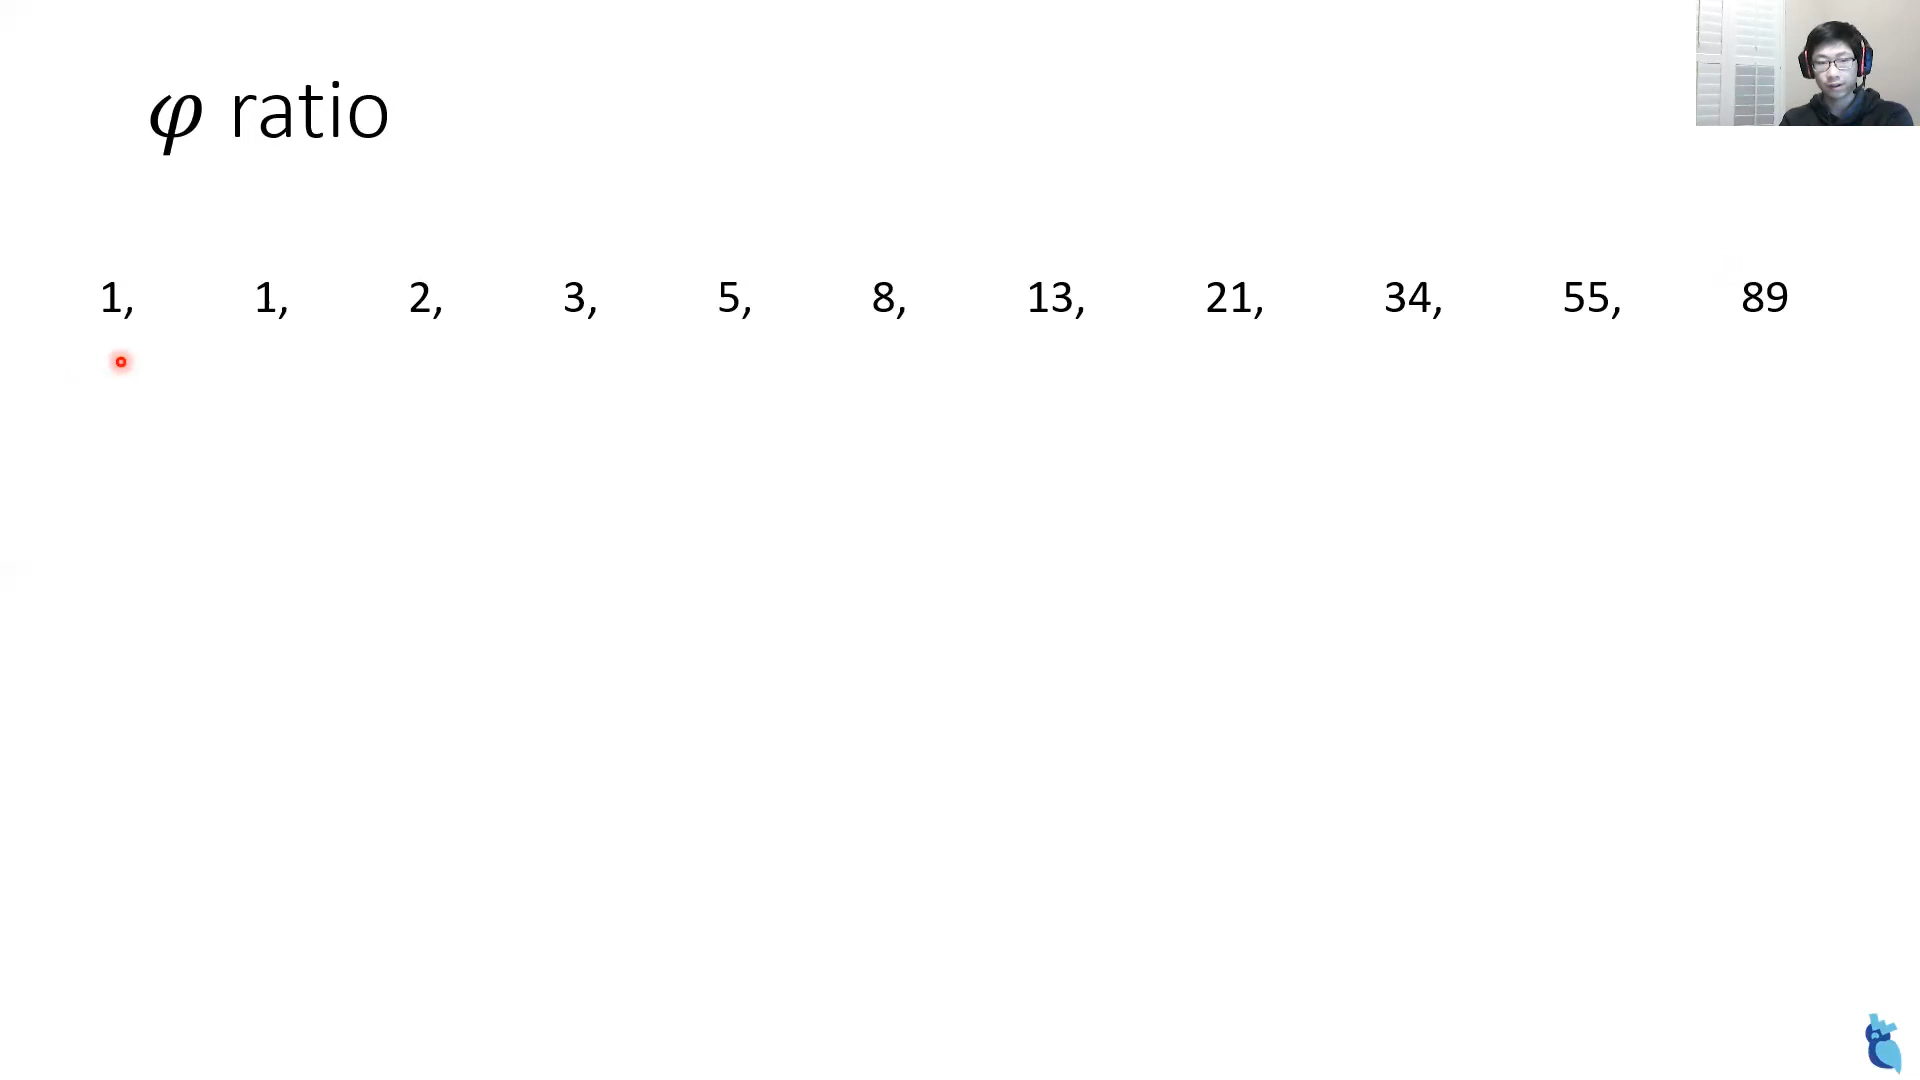 φ ratio
1, 1, 2, 3, 5, 8, 13, 21, 34, 55, 89